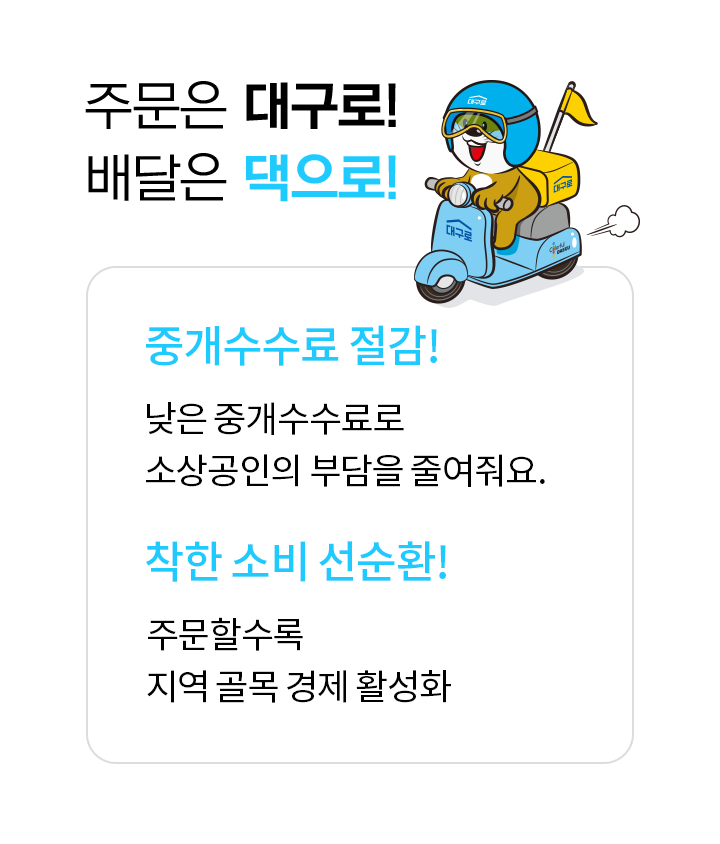 주문은 대구로!
배달은 댁으로!
대구로
대구로
대구로
Colorful
DAEGU
중개수수료 절감!
낮은 중개수수료로
소상공인의 부담을 줄여줘요.
착한 소비 선순환!
주문할수록
지역 골목 경제 활성화